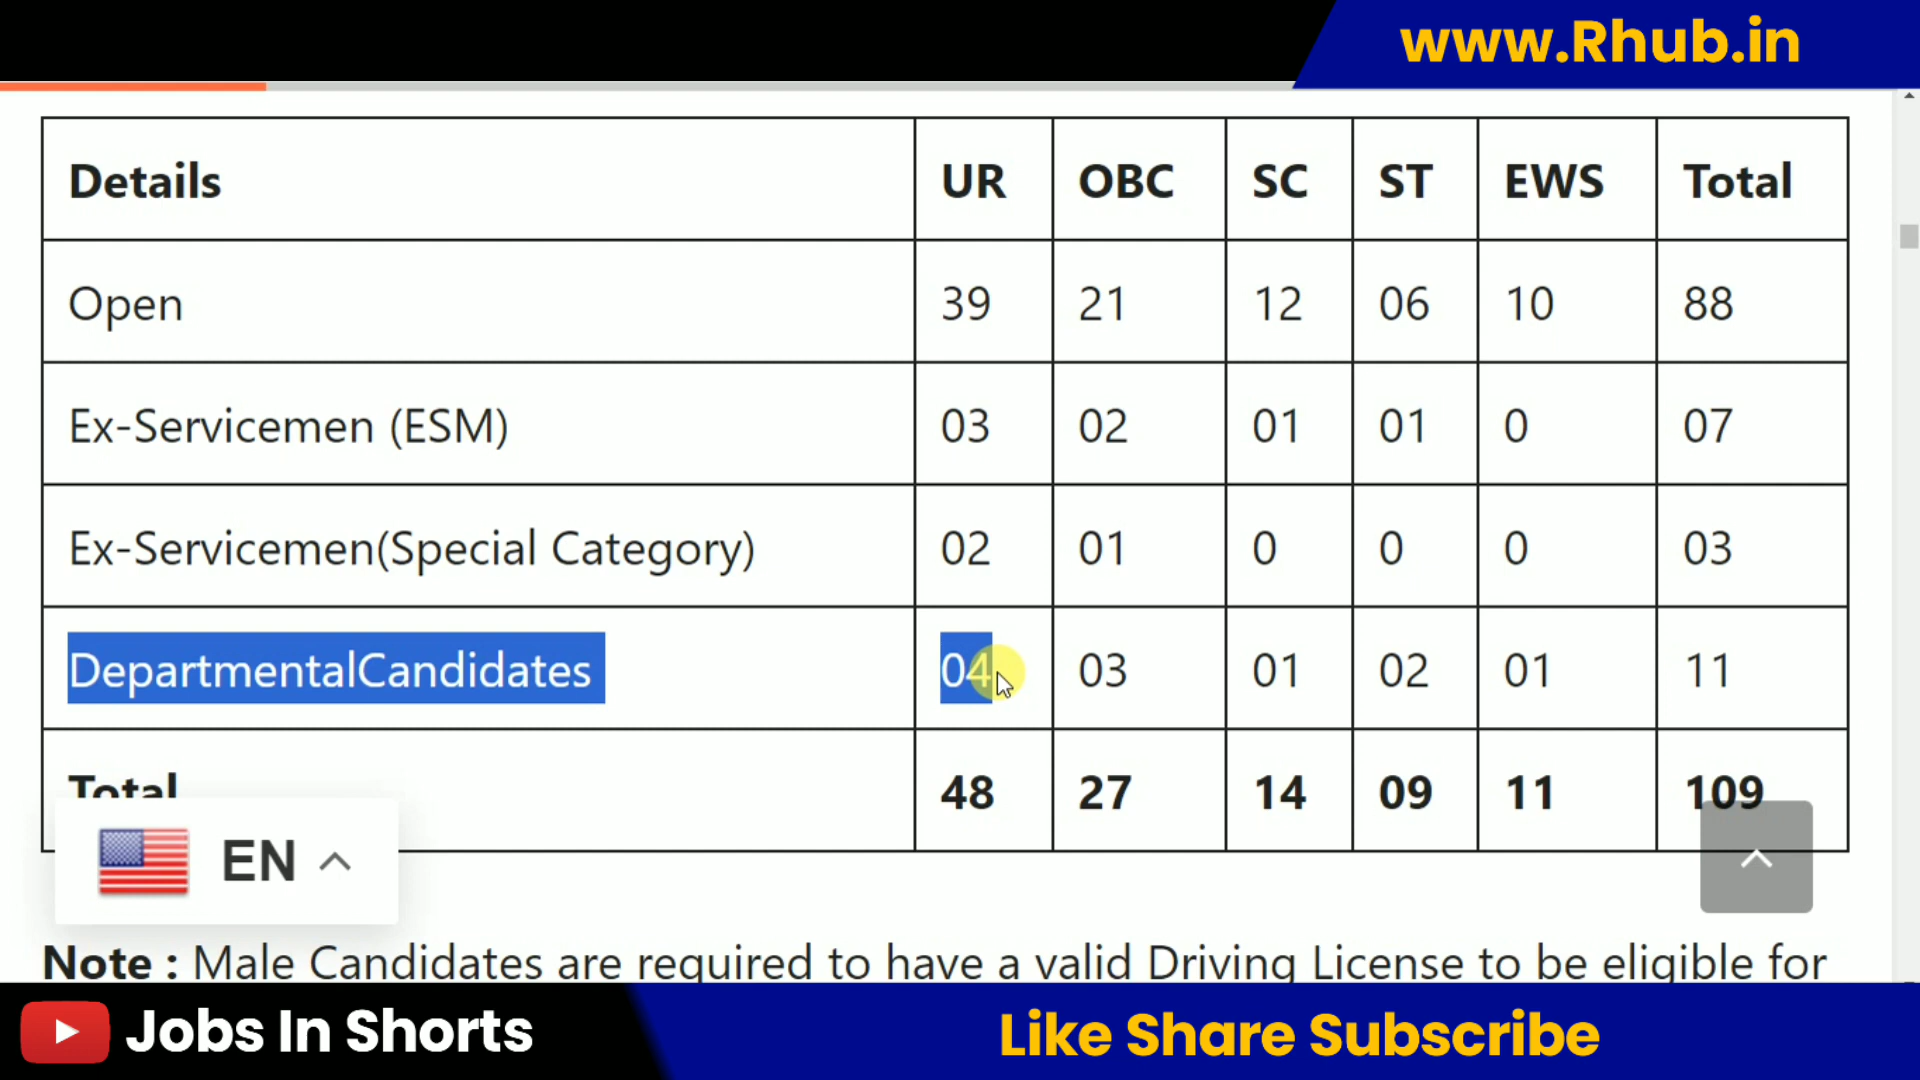 www.Rhub.in
Details UR OBC SC ST EWS Total
Open 39 21 12 06 10 88
Ex-Servicemen (ESM) 03 02 01 01 0 07
Ex-Servicemen(Special Category) 02 01 0 0 0 03
DepartmentalCandidates 04 03 01 02 01 11
Total 48 27 14 09 11 109
EN
Note : Male Candidates are required to have a valid Driving License to be eligible for
Jobs In Shorts
Like Share Subscribe